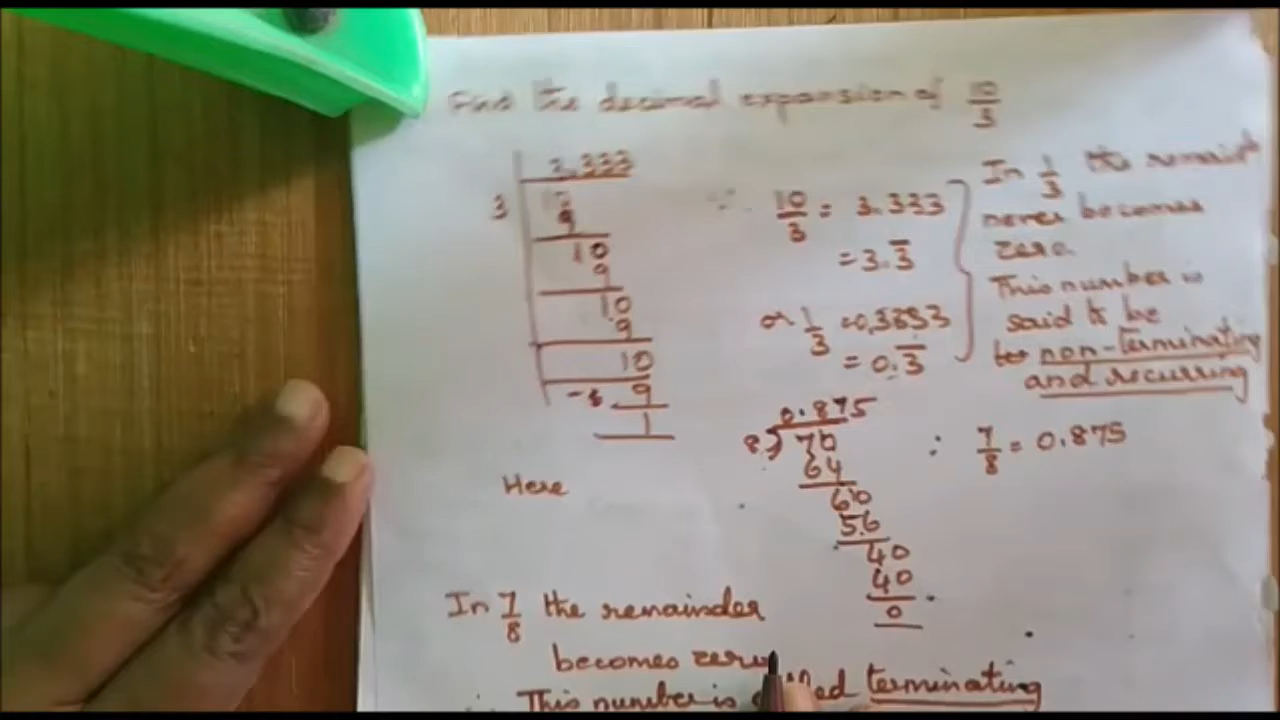 Find the decimal expansion of 10/3
3.333
3
10
9
10
9
10
9
10
9
1
10/3 = 3.333
= 3.3̅
or 1/3 = 0.3333
= 0.3̅
In 1/3 the
never becomes
zero.
This number is
said to be
non-terminating
and recurring
0.875
8) 70
64
60
56
40
40
0
: 7/8 = 0.875
Here
In 7/8 the remainder
becomes zero
∴ This number is called terminating